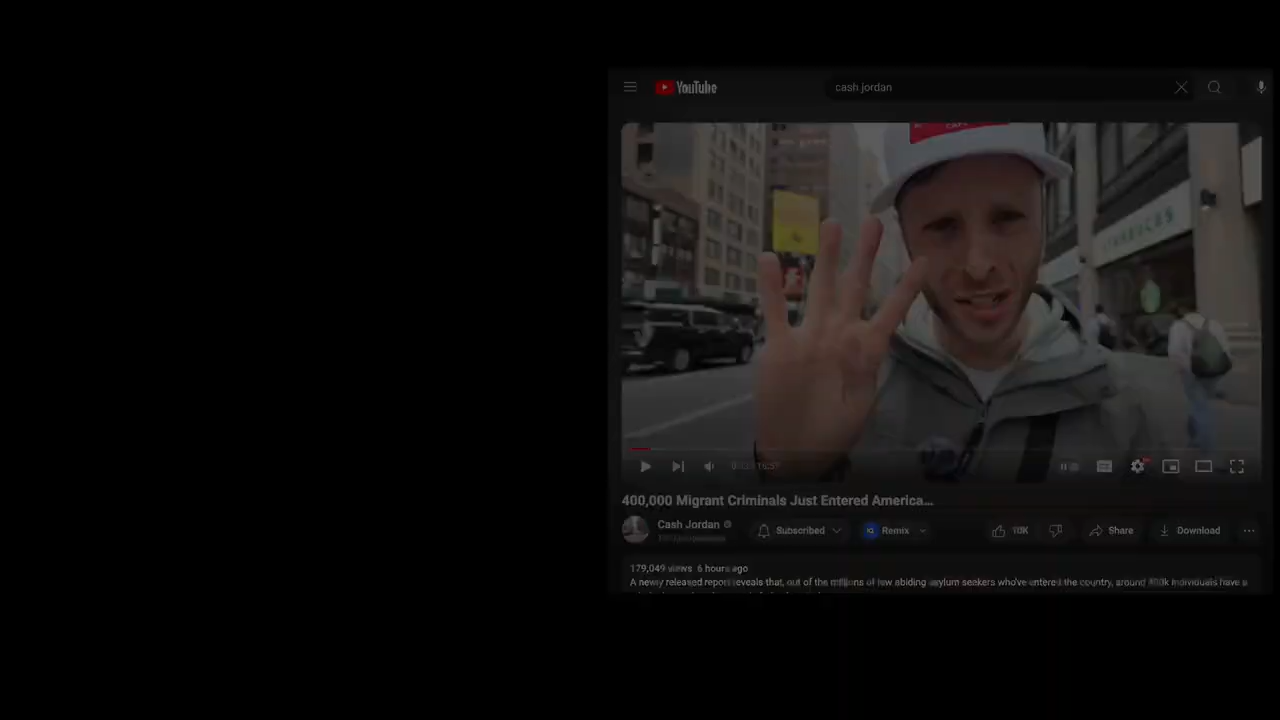 YouTube
cash jordan
STARBUCKS
400,000 Migrant Criminals Just Entered America...
Cash Jordan
Subscribed
Remix
10K
Share
Download
179,049 views 6 hours ago
A newly released report reveals that, out of the millions of law abiding asylum seekers who've entered the country, around 400k individuals have a